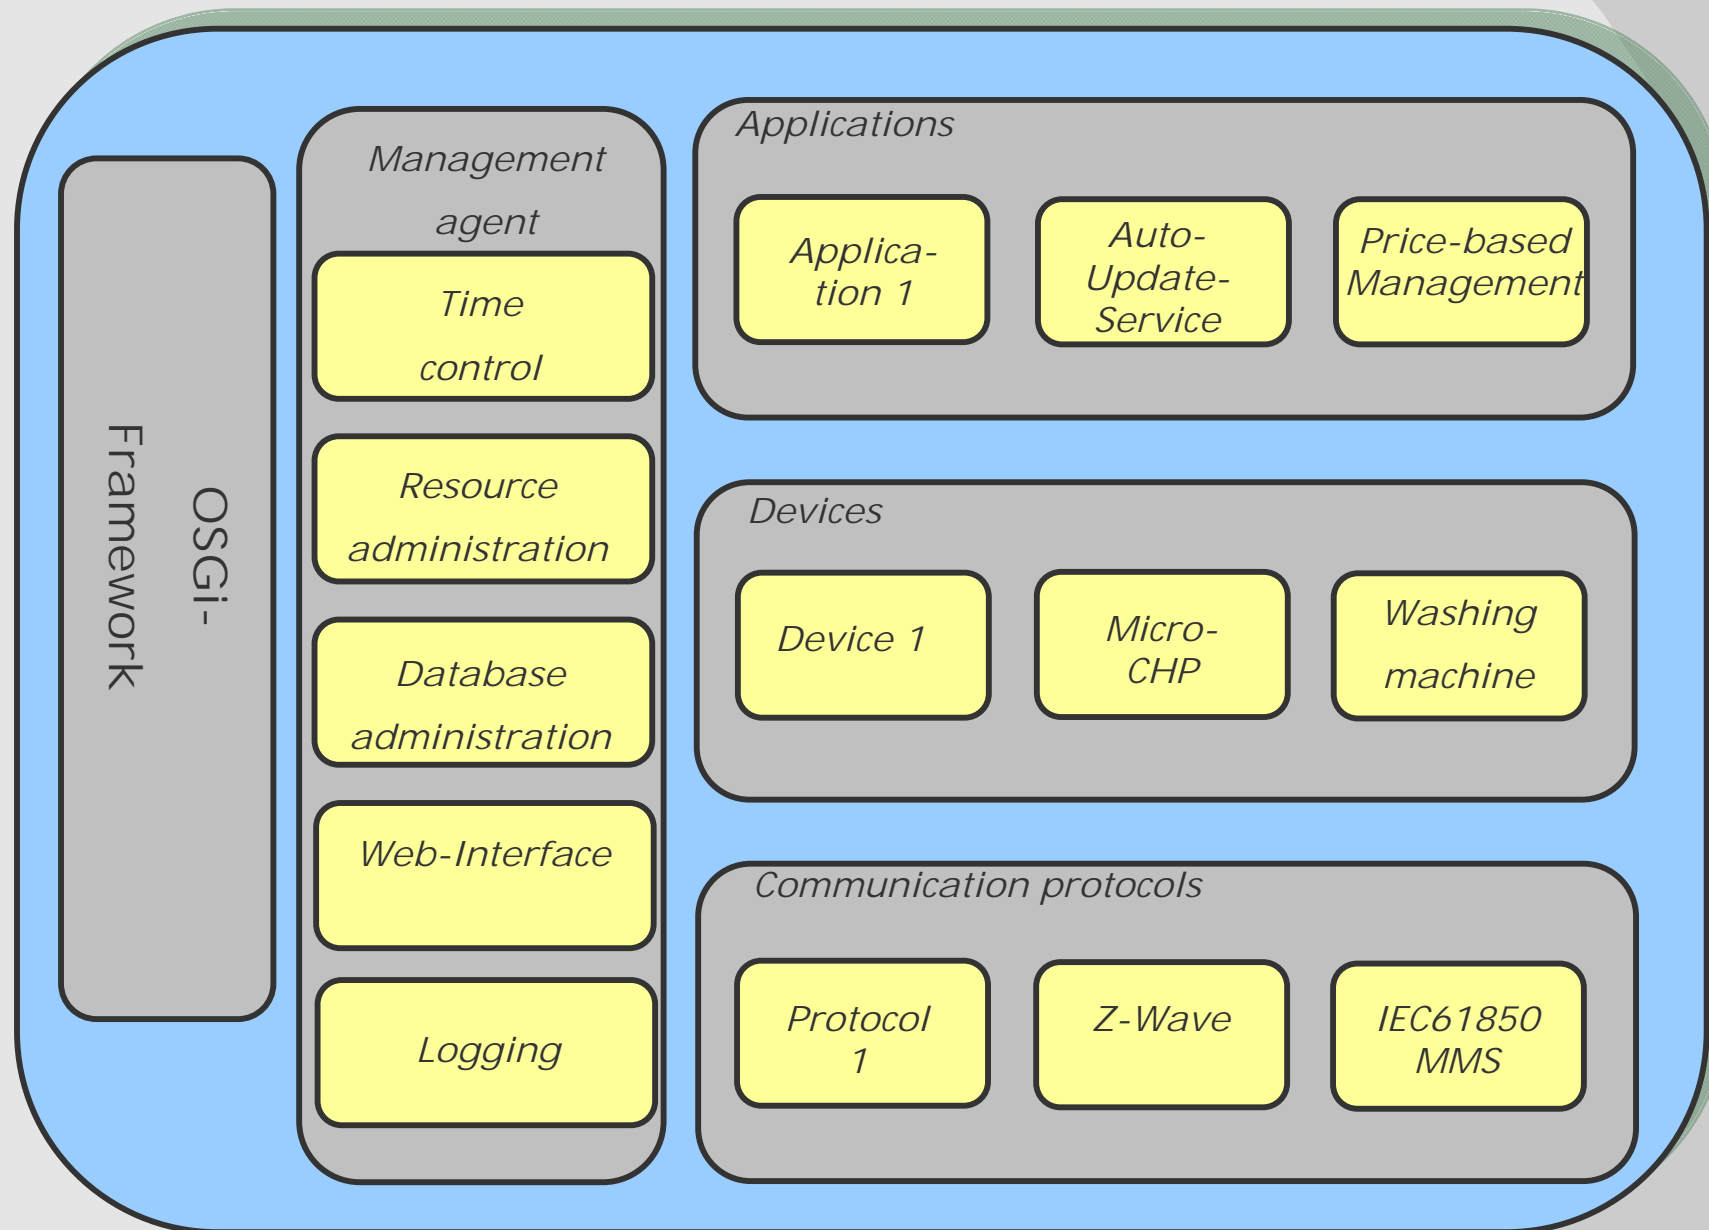 OSGi-
Framework
Management
agent
Time
control
Resource
administration
Database
administration
Web-Interface
Logging
Applications
Applica-
tion 1
Auto-
Update-
Service
Price-based
Management
Devices
Device 1
Micro-
CHP
Washing
machine
Communication protocols
Protocol
1
Z-Wave
IEC61850
MMS